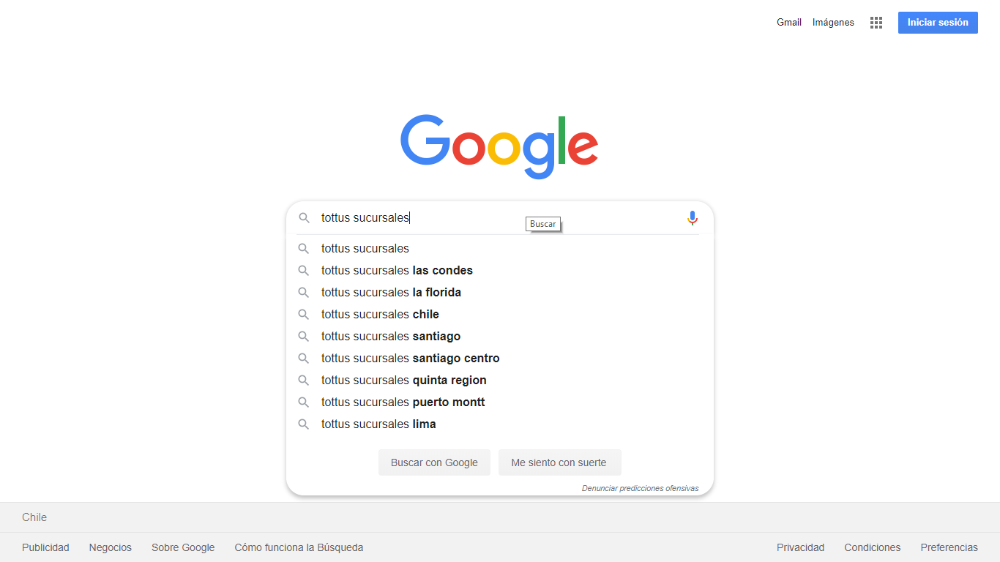 Gmail Imágenes Iniciar sesión
Google
tottus sucursales
Buscar
tottus sucursales
tottus sucursales las condes
tottus sucursales la florida
tottus sucursales chile
tottus sucursales santiago
tottus sucursales santiago centro
tottus sucursales quinta region
tottus sucursales puerto montt
tottus sucursales lima
Buscar con Google Me siento con suerte
Denunciar predicciones ofensivas
Chile
Publicidad Negocios Sobre Google Cómo funciona la Búsqueda Privacidad Condiciones Preferencias